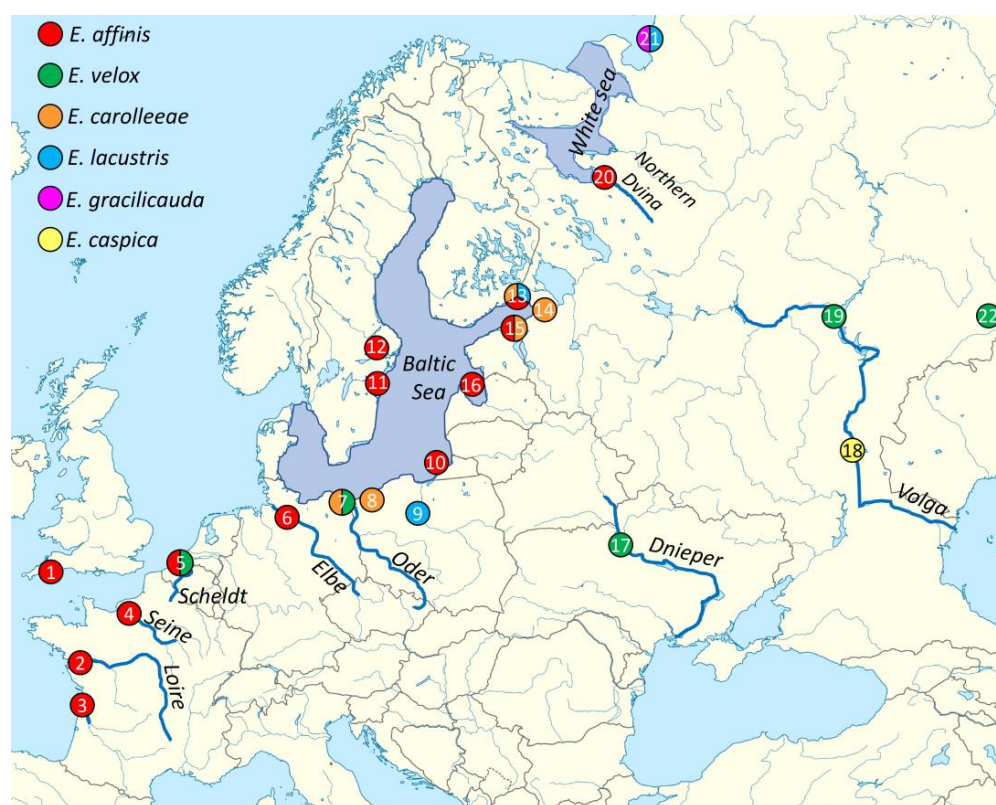 E. affinis
E. velox
E. carolleeae
E. lacustris
E. gracilicauda
E. caspica
21
White sea
20
Northern
Dvina
13
14
15
19
22
12
Baltic
Sea
11
16
10
18
Volga
7
8
9
6
17
Dnieper
Oder
Elbe
5
1
Scheldt
4
Seine
2
Loire
3